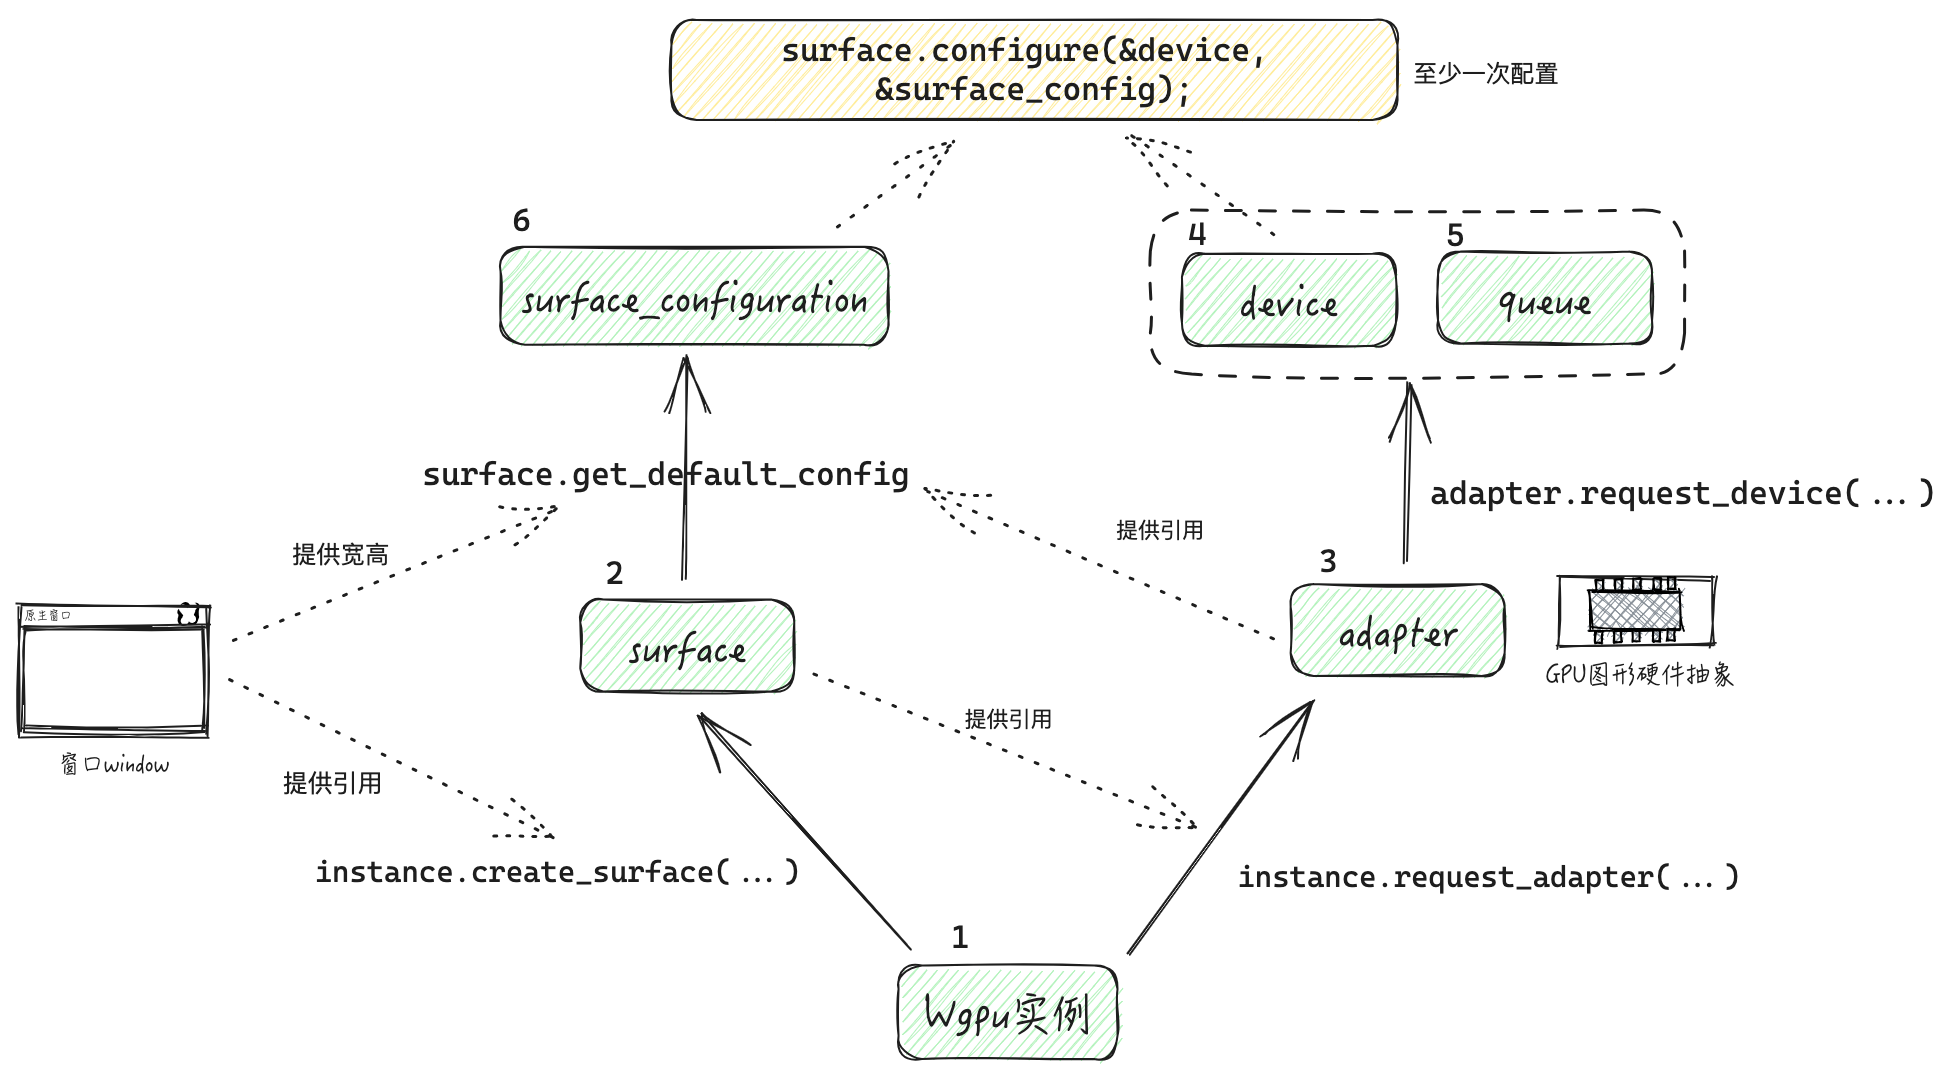 surface.configure(&device,
&surface_config);
至少一次配置
6
surface_configuration
4
device
5
queue
surface.get_default_config
adapter.request_device(...)
提供宽高
提供引用
2
surface
3
adapter
GPU图形硬件抽象
原生窗口
窗口window
提供引用
提供引用
instance.create_surface(...)
instance.request_adapter(...)
1
Wgpu实例